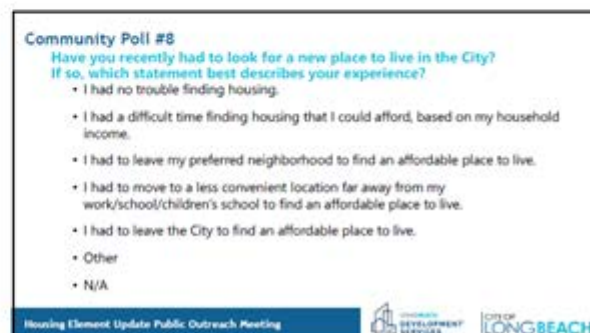 Community Poll #8
Have you recently had to look for a new place to live in the City?
If so, which statement best describes your experience?
• I had no trouble finding housing.
• I had a difficult time finding housing that I could afford, based on my household
income.
• I had to leave my preferred neighborhood to find an affordable place to live.
• I had to move to a less convenient location far away from my
work/school/children's school to find an affordable place to live.
• I had to leave the City to find an affordable place to live.
• Other
• N/A
Housing Element Update Public Outreach Meeting
DEVELOPMENT
SERVICES
CITY OF
LONGBEACH